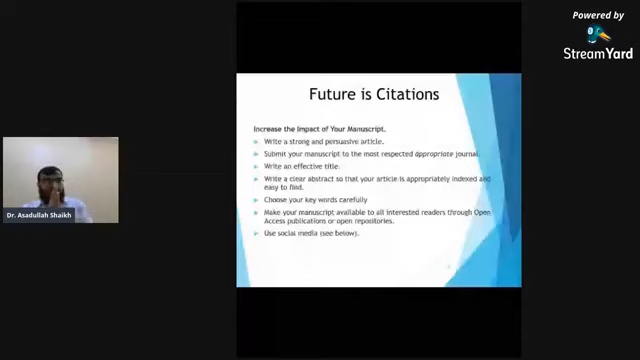 Powered by
StreamYard
Future is Citations
Increase the Impact of Your Manuscript.
Write a strong and persuasive article.
Submit your manuscript to the most respected appropriate journal.
Write an effective title.
Write a clear abstract so that your article is appropriately indexed and
easy to find.
Choose your key words carefully
Make your manuscript available to all interested readers through Open
Access publications or open repositories.
Use social media (see below).
Dr. Asadullah Shaikh